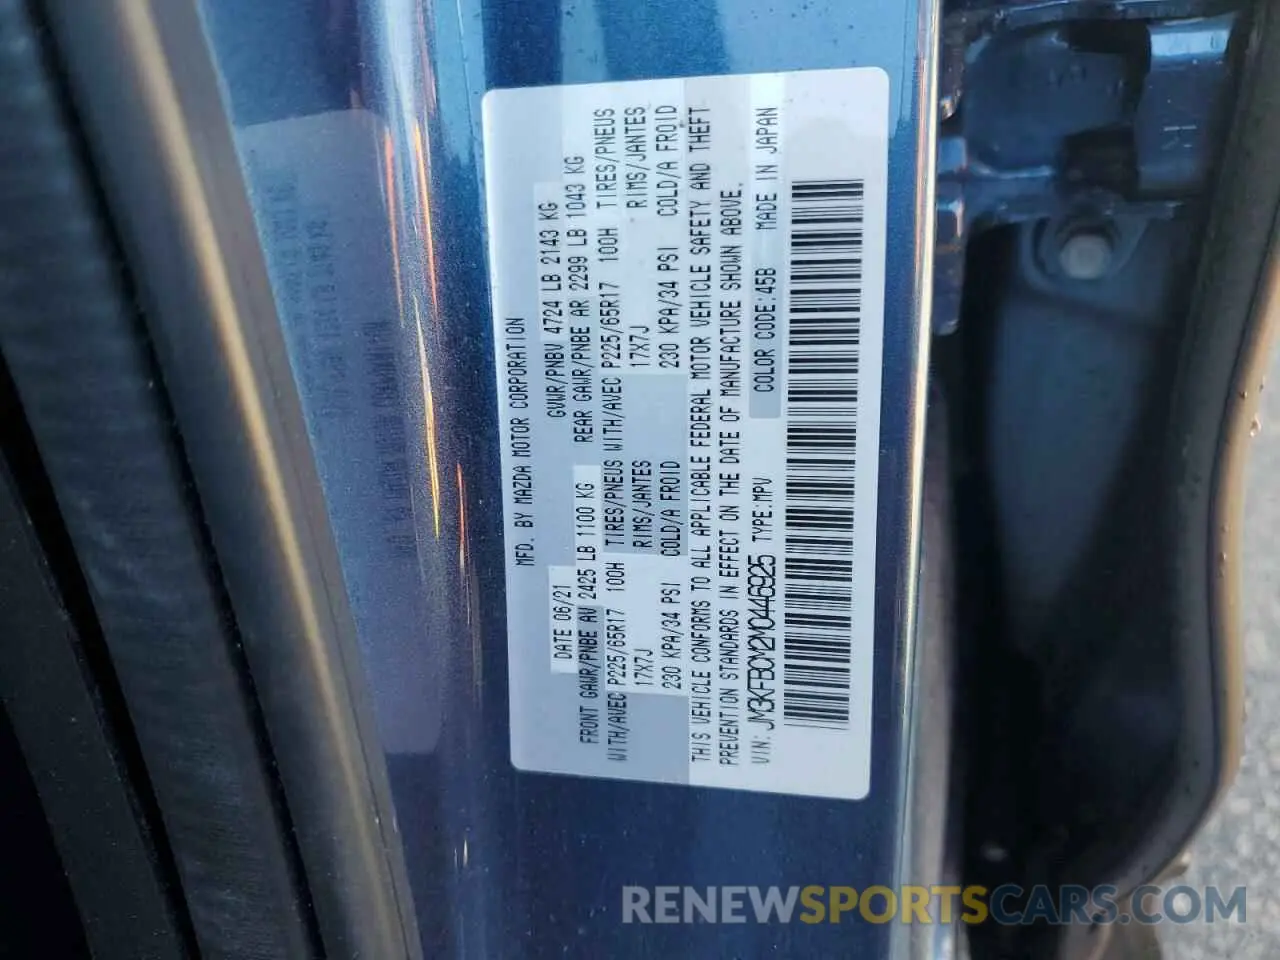 MFD. BY MAZDA MOTOR CORPORATION
DATE 06/21 GVWR/PNBV 4724 LB 2143 KG
FRONT GAWR/PNBE AV 2425 LB 1100 KG REAR GAWR/PNBE AR 2299 LB 1043 KG
WITH/AVEC P225/65R17 100H TIRES/PNEUS WITH/AVEC P225/65R17 100H TIRES/PNEUS
17X7J RIMS/JANTES 17X7J RIMS/JANTES
230 KPA/34 PSI COLD/A FROID 230 KPA/34 PSI COLD/A FROID
THIS VEHICLE CONFORMS TO ALL APPLICABLE FEDERAL MOTOR VEHICLE SAFETY AND THEFT
PREVENTION STANDARDS IN EFFECT ON THE DATE OF MANUFACTURE SHOWN ABOVE.
VIN: JM3KFBCM2M0446925 TYPE:MPV COLOR CODE:45B MADE IN JAPAN
RENEWSPORTSCARS.COM